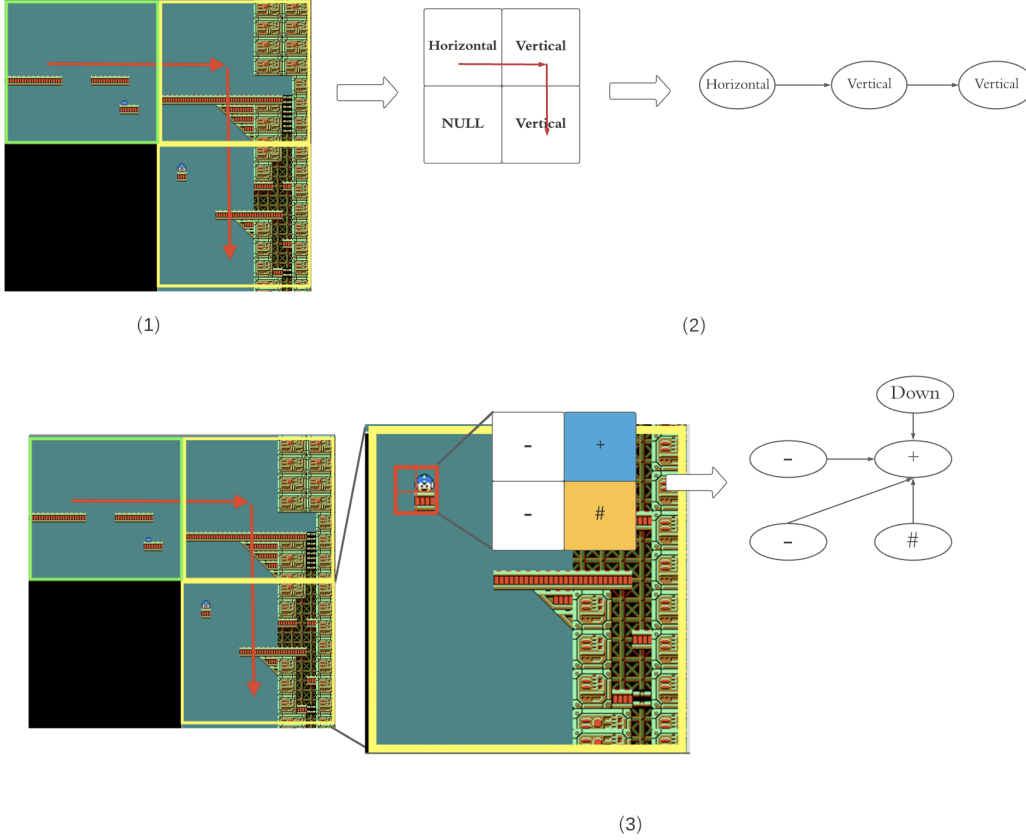 Horizontal Vertical
NULL Vertical
Horizontal Vertical Vertical
(1)
(2)
- +
- #
Down
- +
- #
(3)